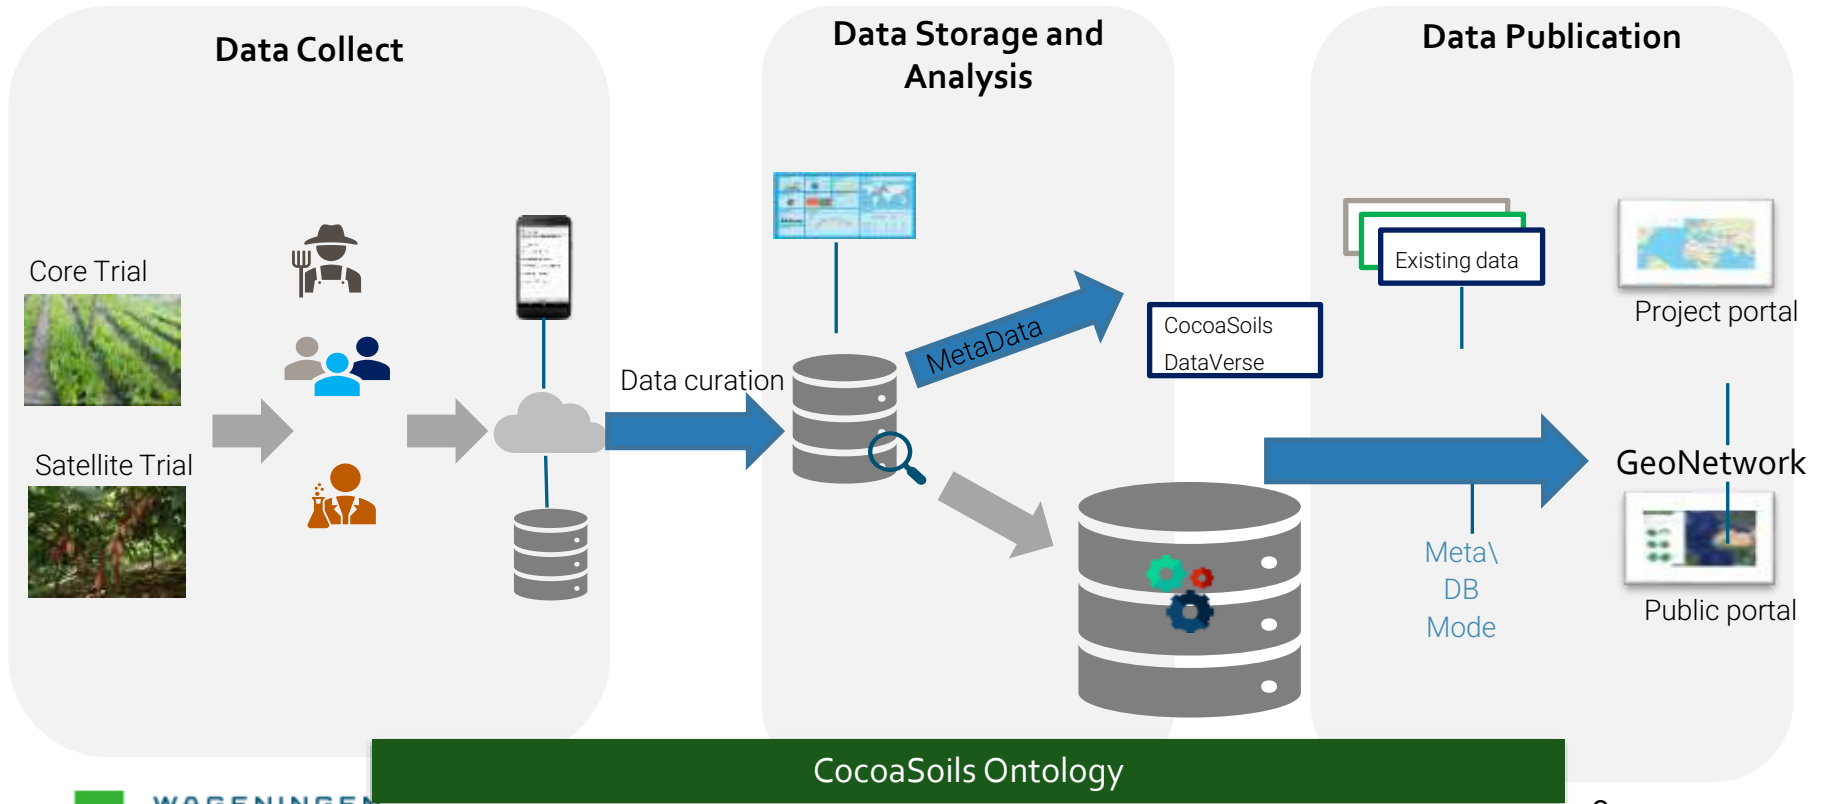 Data Collect
Data Storage and
Analysis
Data Publication
Core Trial
Satellite Trial
Data curation
MetaData
CocoaSoils
DataVerse
Existing data
Project portal
GeoNetwork
Meta\
DB
Mode
Public portal
CocoaSoils Ontology
WAGENINGEN